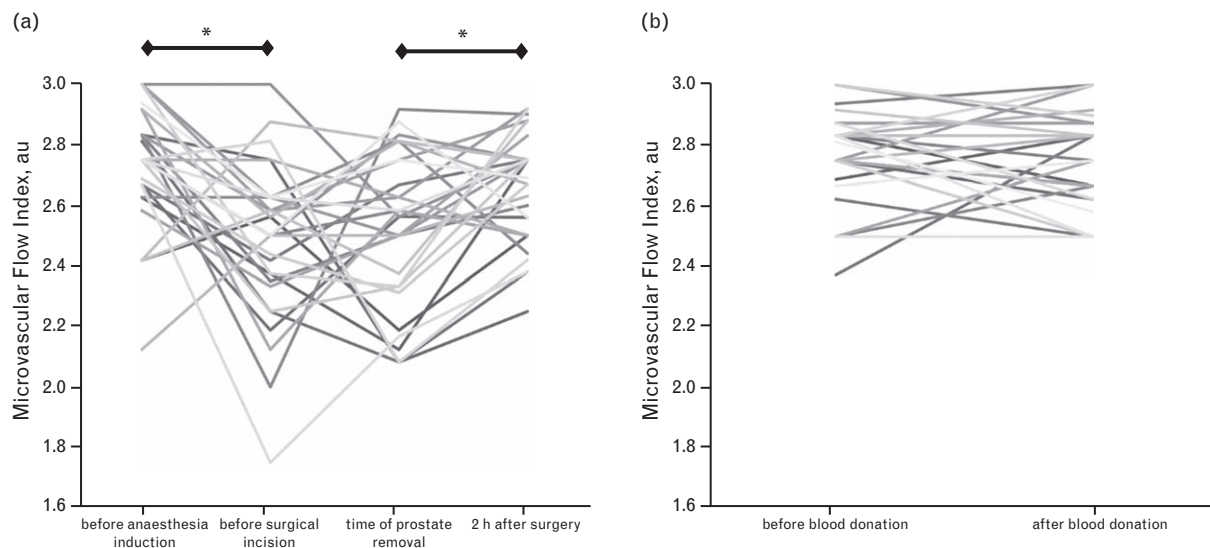 (a)
*
*
Microvascular Flow Index, au
3.0
2.8
2.6
2.4
2.2
2.0
1.8
1.6
before anaesthesia
induction
before surgical
incision
time of prostate
removal
2 h after surgery
(b)
Microvascular Flow Index, au
3.0
2.8
2.6
2.4
2.2
2.0
1.8
1.6
before blood donation
after blood donation